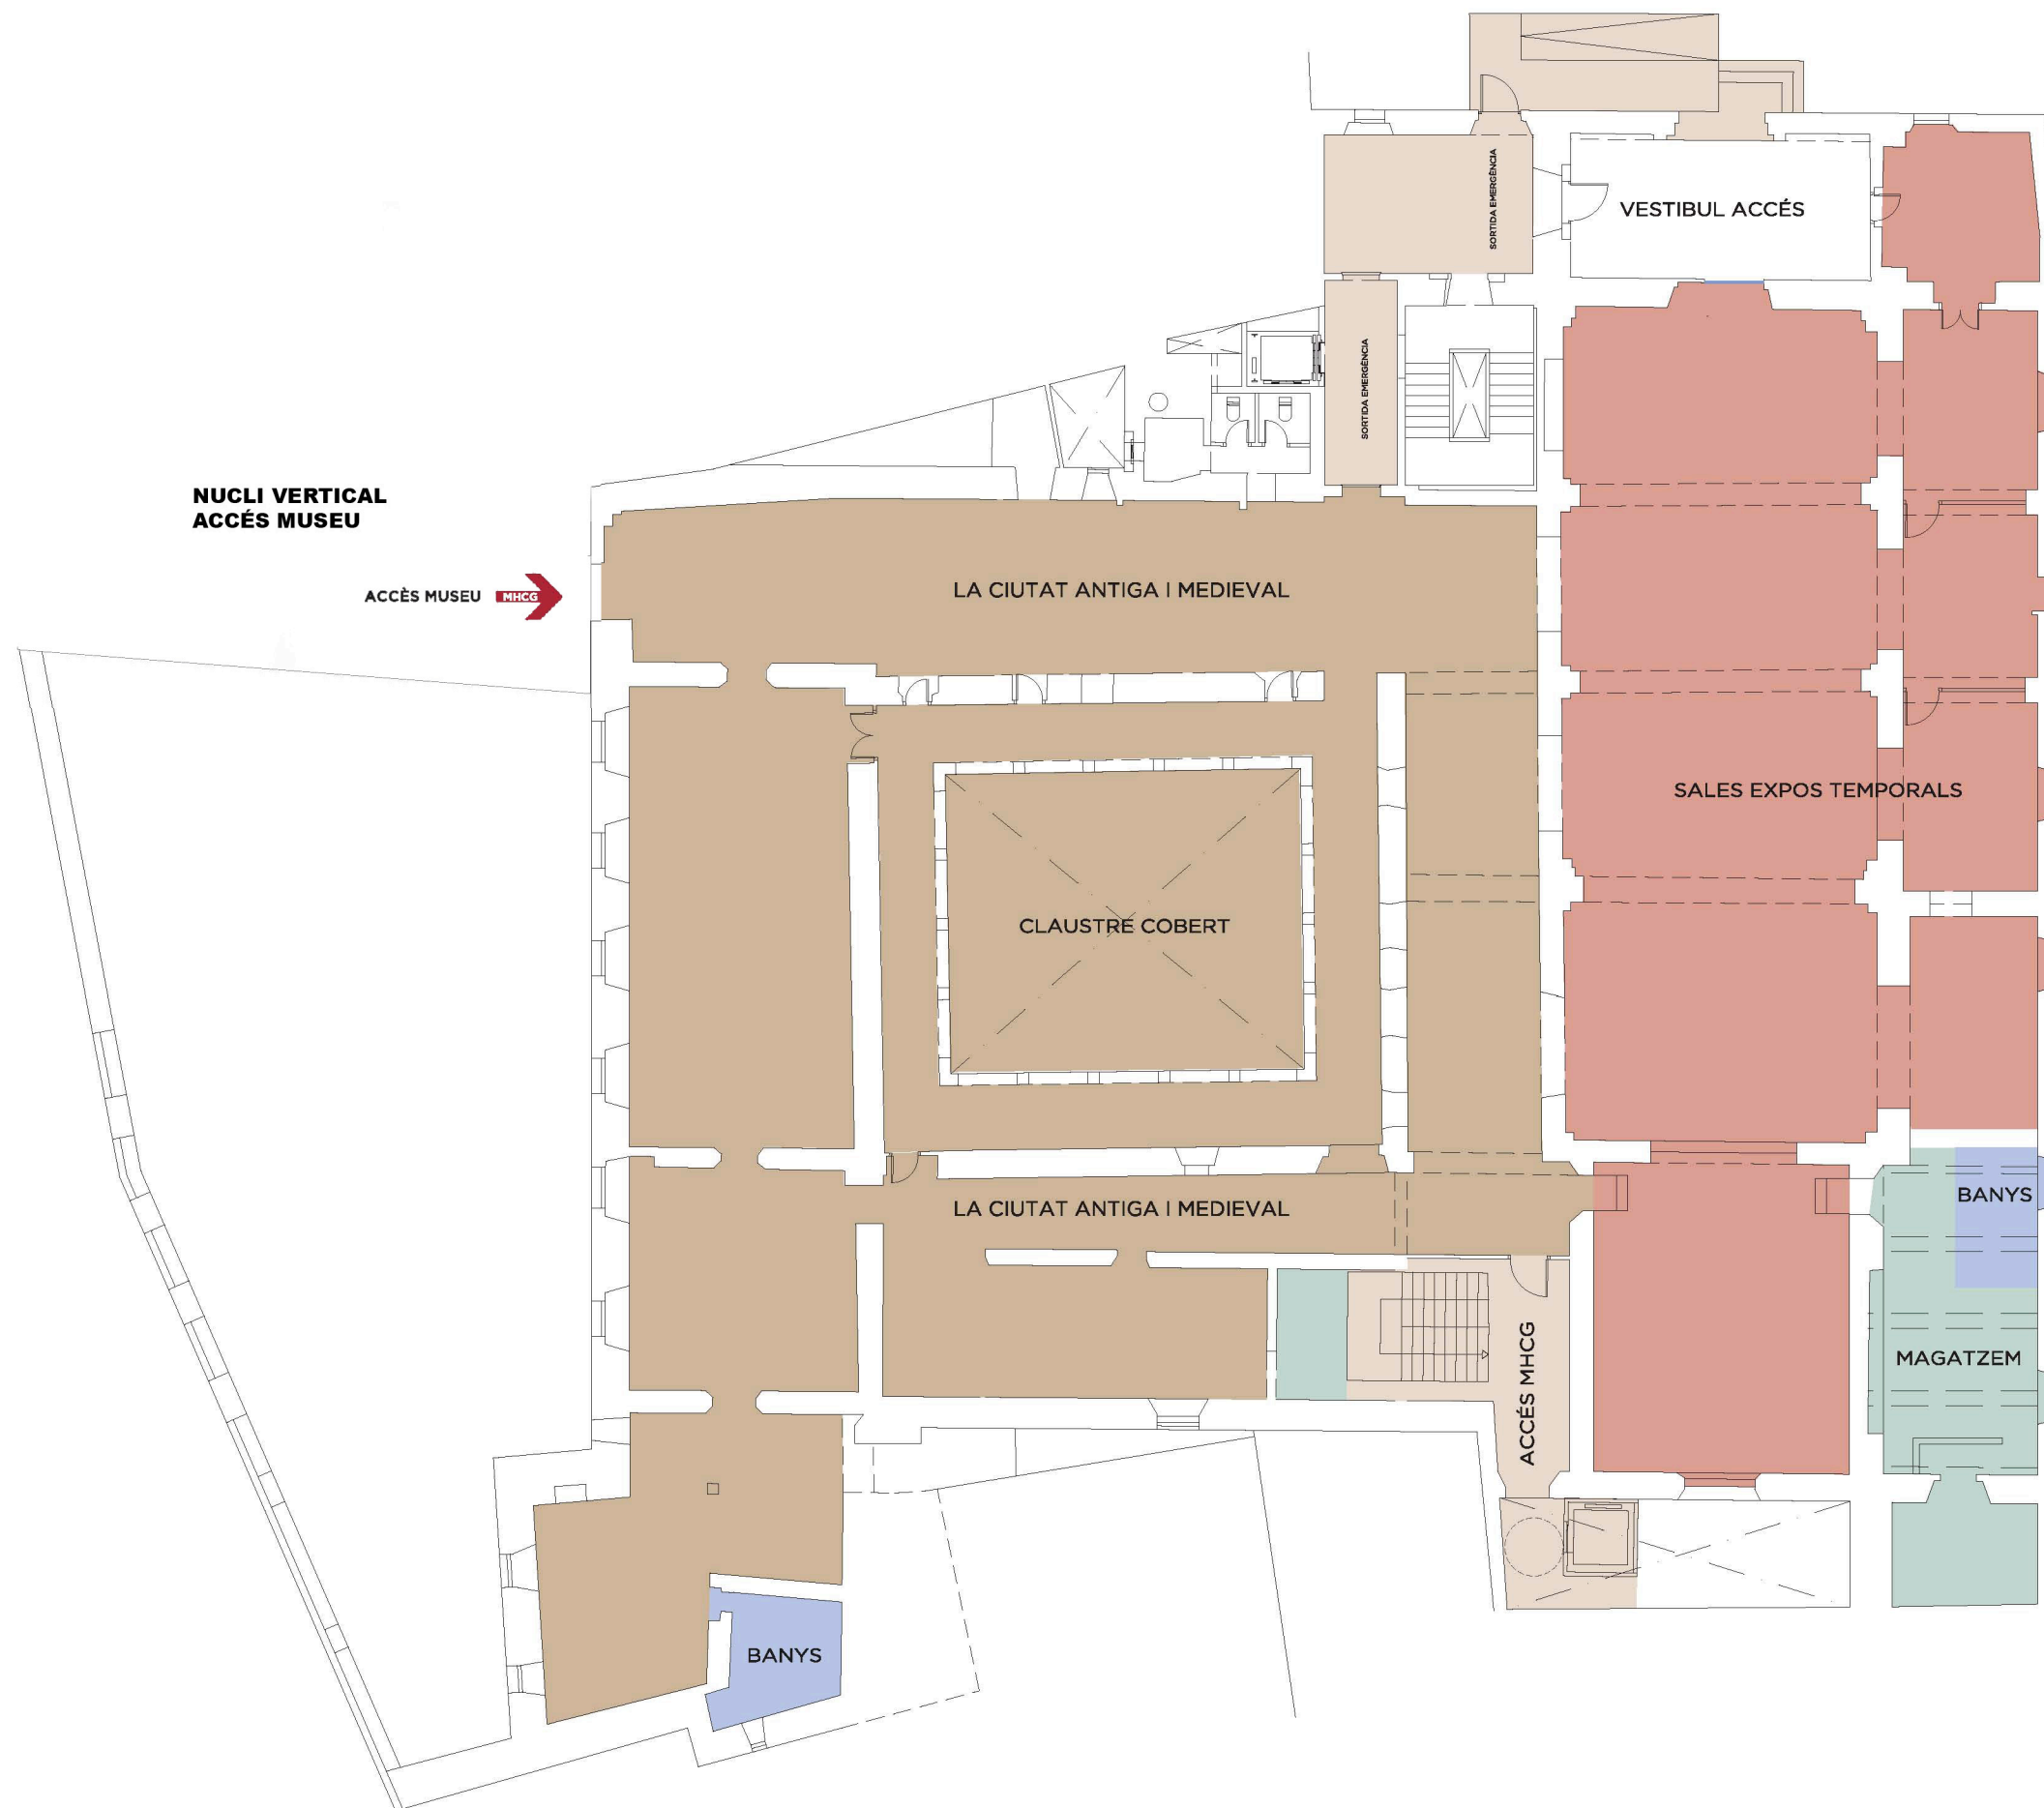 SORTIDA EMERGÈNCIA
VESTIBUL ACCÉS
SORTIDA EMERGÈNCIA
NUCLI VERTICAL
ACCÉS MUSEU
ACCÈS MUSEU MHCG
LA CIUTAT ANTIGA I MEDIEVAL
SALES EXPOS TEMPORALS
CLAUSTRE COBERT
BANYS
LA CIUTAT ANTIGA I MEDIEVAL
MAGATZEM
ACCÉS MHCG
BANYS